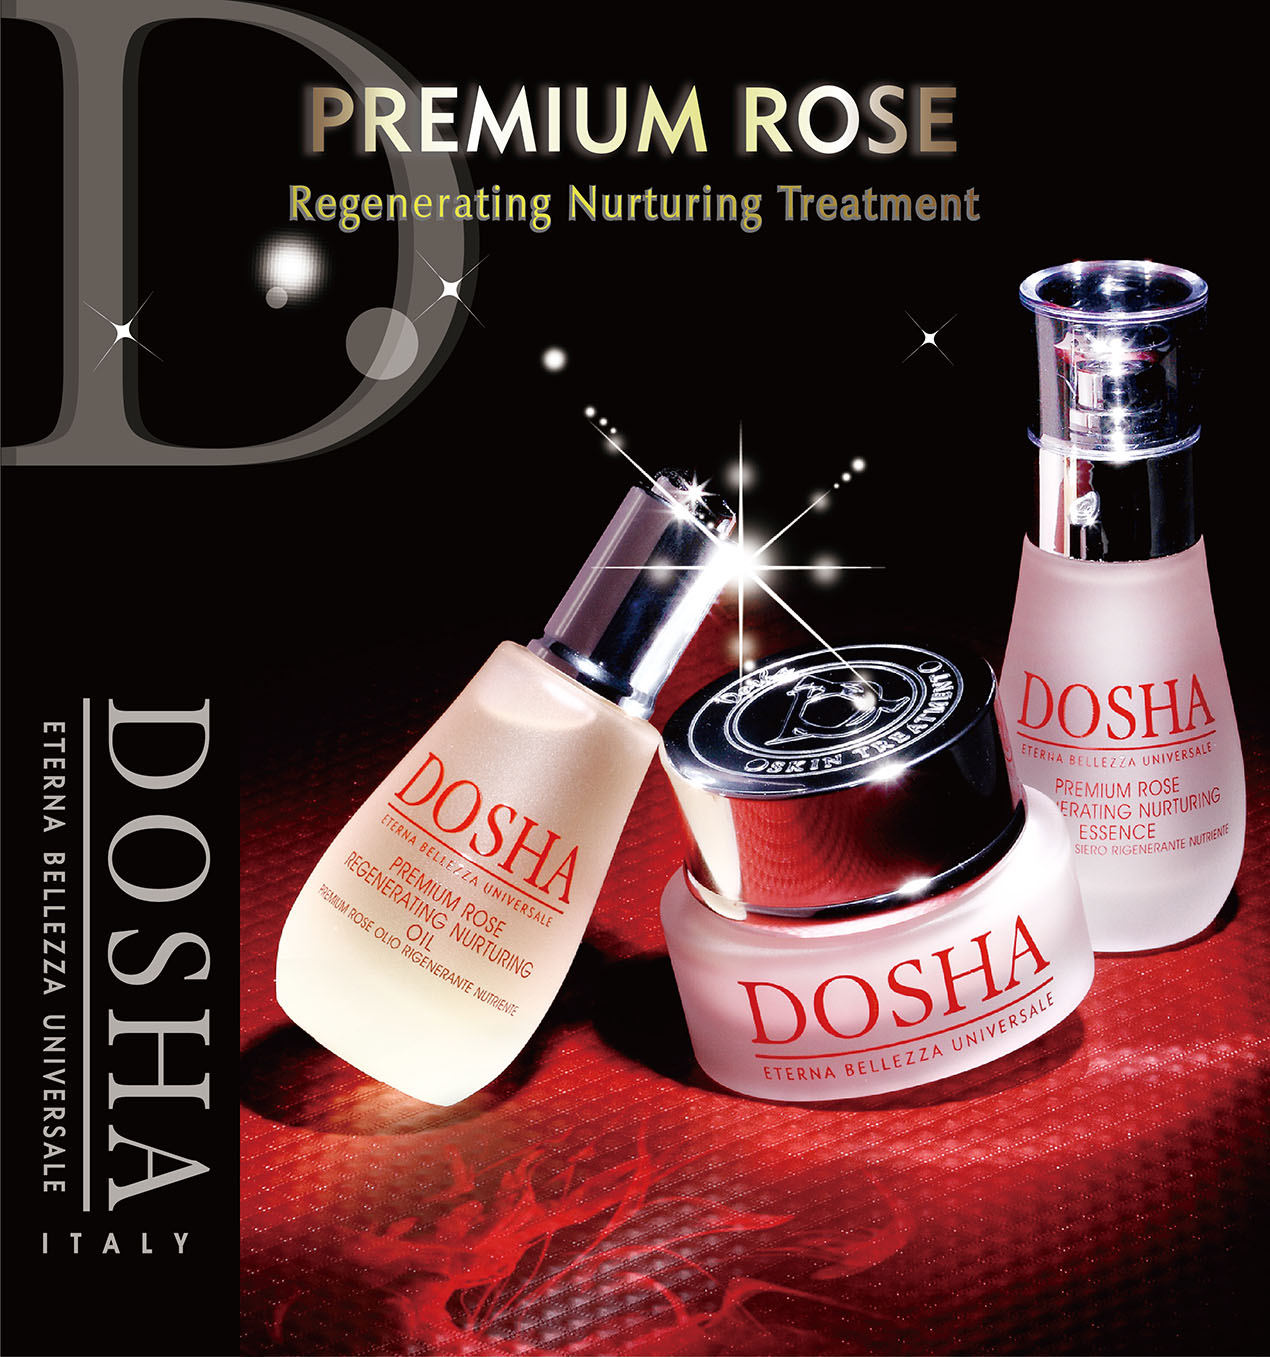 PREMIUM ROSE
Regenerating Nurturing Treatment
DOSHA
ETERNA BELLEZZA UNIVERSALE
ITALY
DOSHA
ETERNA BELLEZZA UNIVERSALE
PREMIUM ROSE
REGENERATING NURTURING
OIL
PREMIUM ROSE OLIO RIGENERANTE NUTRIENTE
SKIN TREATMENT
DOSHA
ETERNA BELLEZZA UNIVERSALE
DOSHA
ETERNA BELLEZZA UNIVERSALE
PREMIUM ROSE
ERATING NURTURING
ESSENCE
SIERO RIGENERANTE NUTRIENTE